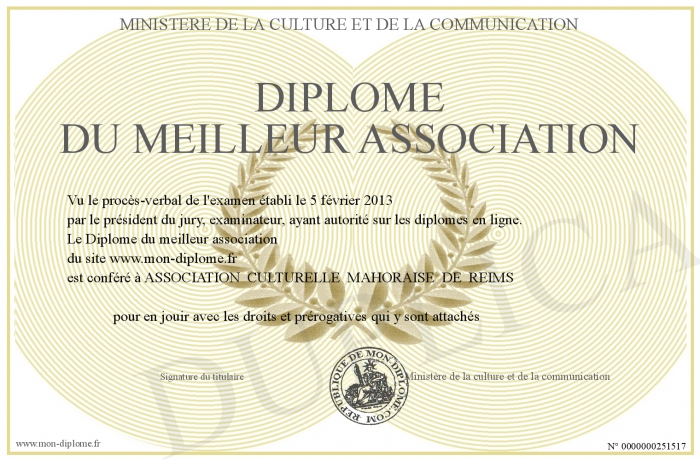 MINISTERE DE LA CULTURE ET DE LA COMMUNICATION
DIPLOME
DU MEILLEUR ASSOCIATION
Vu le procès-verbal de l'examen établi le 5 février 2013
par le président du jury, examinateur, ayant autorité sur les diplomes en ligne.
Le Diplome du meilleur association
du site www.mon-diplome.fr
est conféré à ASSOCIATION CULTURELLE MAHORAISE DE REIMS
pour en jouir avec les droits et prérogatives qui y sont attachés
Signature du titulaire
REPUBLIQUE DE MON-DIPLOME.COM
Ministère de la culture et de la communication
DUPLICA
www.mon-diplome.fr
N° 0000000251517